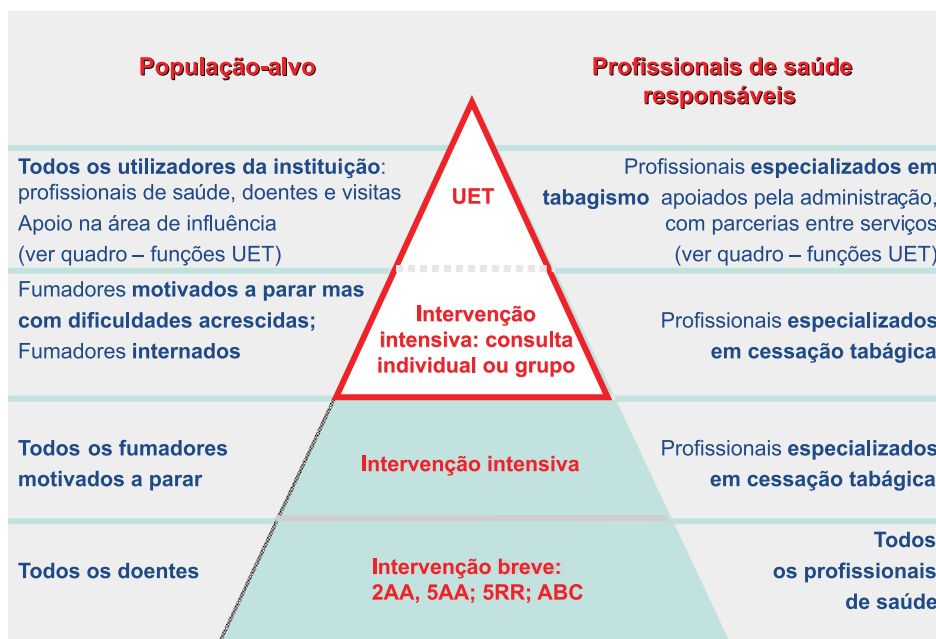 População-alvo
Profissionais de saúde
responsáveis
Todos os utilizadores da instituição:
profissionais de saúde, doentes e visitas
Apoio na área de influência
(ver quadro – funções UET)
UET
Profissionais especializados em
tabagismo apoiados pela administração,
com parcerias entre serviços
(ver quadro – funções UET)
Fumadores motivados a parar mas
com dificuldades acrescidas;
Fumadores internados
Intervenção
intensiva: consulta
individual ou grupo
Profissionais especializados
em cessação tabágica
Todos os fumadores
motivados a parar
Intervenção intensiva
Profissionais especializados
em cessação tabágica
Todos os doentes
Intervenção breve:
2AA, 5AA; 5RR; ABC
Todos
os profissionais
de saúde